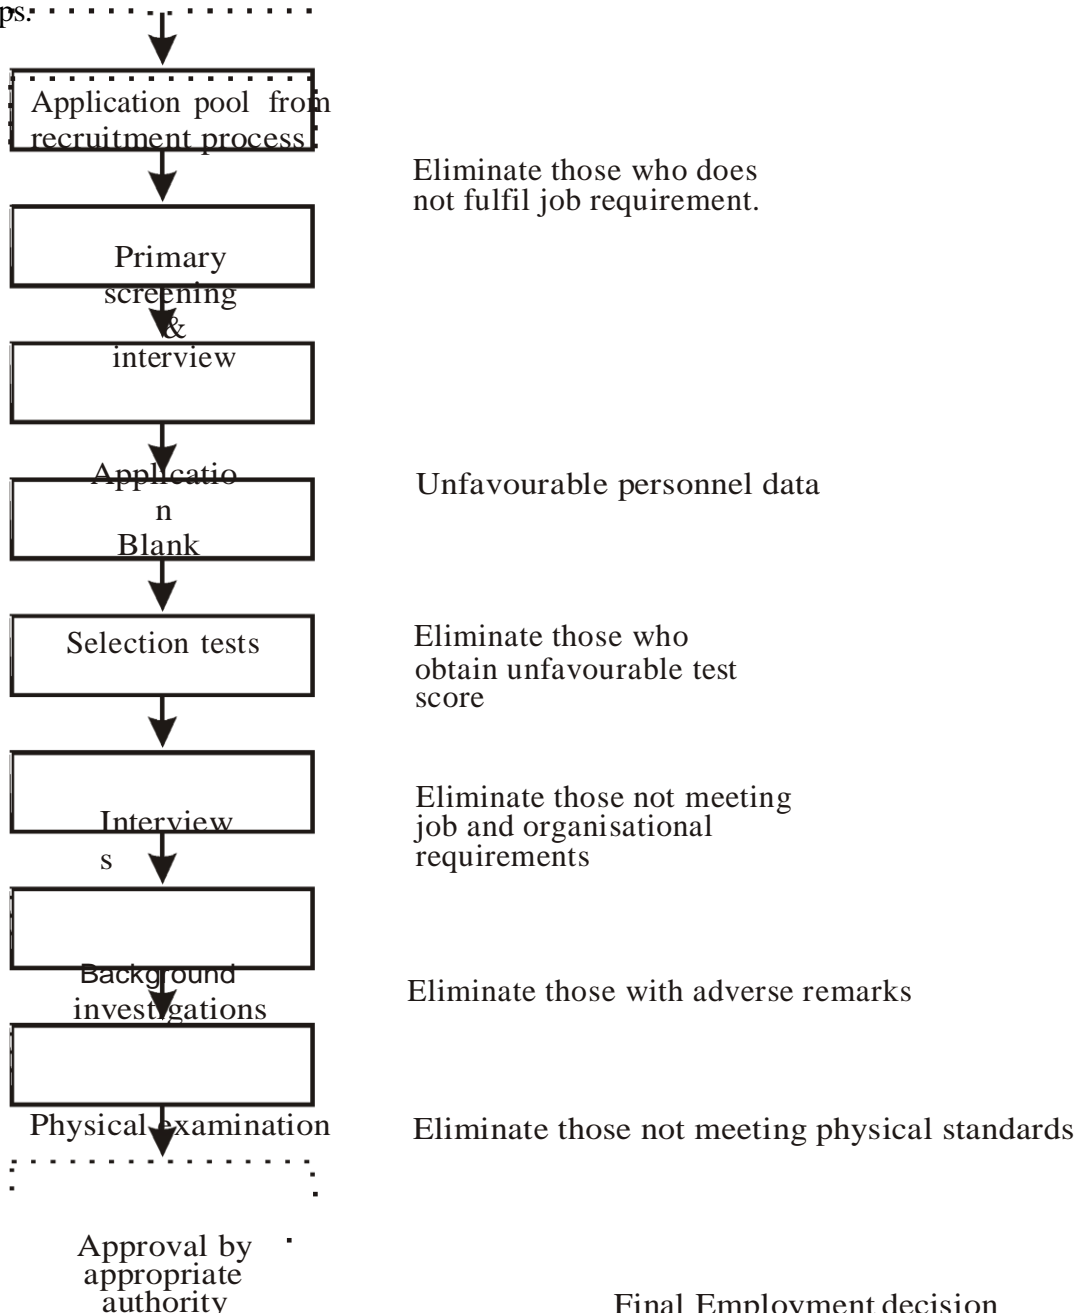 ps.
Application pool from
recruitment process
Eliminate those who does
not fulfil job requirement.
Primary
screening
&
interview
Applicatio
n
Blank
Unfavourable personnel data
Selection tests
Eliminate those who
obtain unfavourable test
score
Interview
s
Eliminate those not meeting
job and organisational
requirements
Background
investigations
Eliminate those with adverse remarks
Physical examination
Eliminate those not meeting physical standards
Approval by
appropriate
authority
Final Employment decision